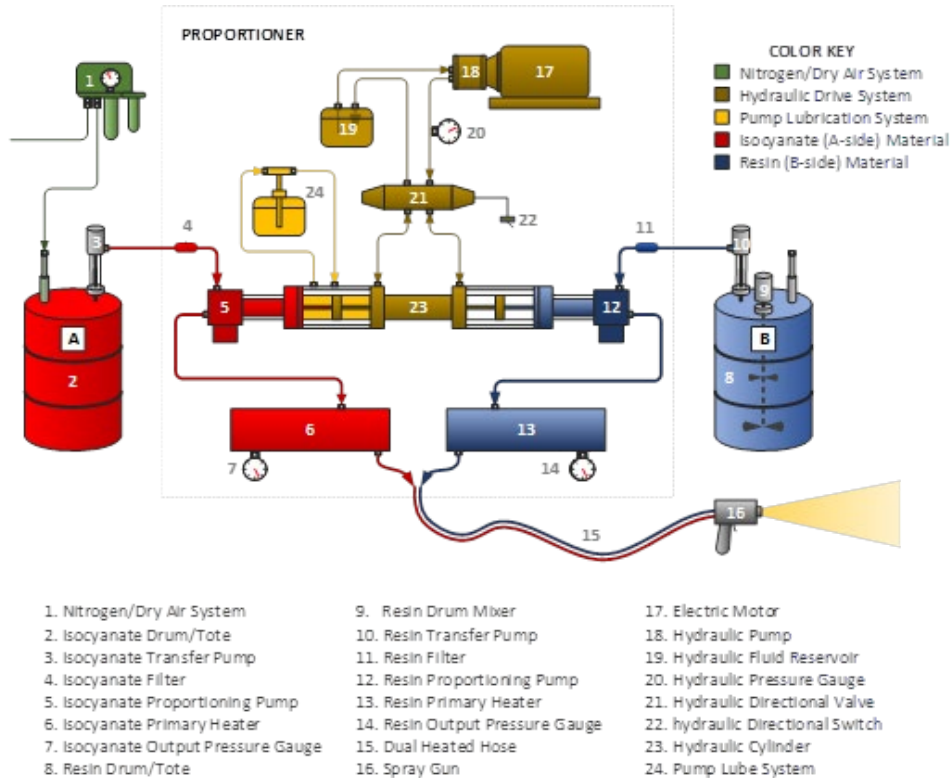 PROPORTIONER
COLOR KEY
Nitrogen/Dry Air System
Hydraulic Drive System
Pump Lubrication System
Isocyanate (A-side) Material
Resin (B-side) Material
1
18
17
19
20
24
21
22
4
3
11
10
9
5
23
12
A
2
B
8
6
13
7
14
15
16
1. Nitrogen/Dry Air System
2. Isocyanate Drum/Tote
3. Isocyanate Transfer Pump
4. Isocyanate Filter
5. Isocyanate Proportioning Pump
6. Isocyanate Primary Heater
7. Isocyanate Output Pressure Gauge
8. Resin Drum/Tote
9. Resin Drum Mixer
10. Resin Transfer Pump
11. Resin Filter
12. Resin Proportioning Pump
13. Resin Primary Heater
14. Resin Output Pressure Gauge
15. Dual Heated Hose
16. Spray Gun
17. Electric Motor
18. Hydraulic Pump
19. Hydraulic Fluid Reservoir
20. Hydraulic Pressure Gauge
21. Hydraulic Directional Valve
22. hydraulic Directional Switch
23. Hydraulic Cylinder
24. Pump Lube System